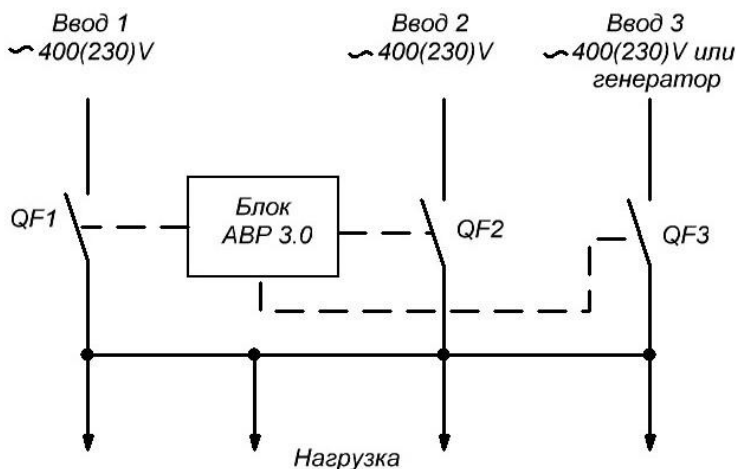 Ввод 1
~ 400(230)V
Ввод 2
~ 400(230)V
Ввод 3
~ 400(230)V или
генератор
QF1
Блок
АВР 3.0
QF2
QF3
Нагрузка